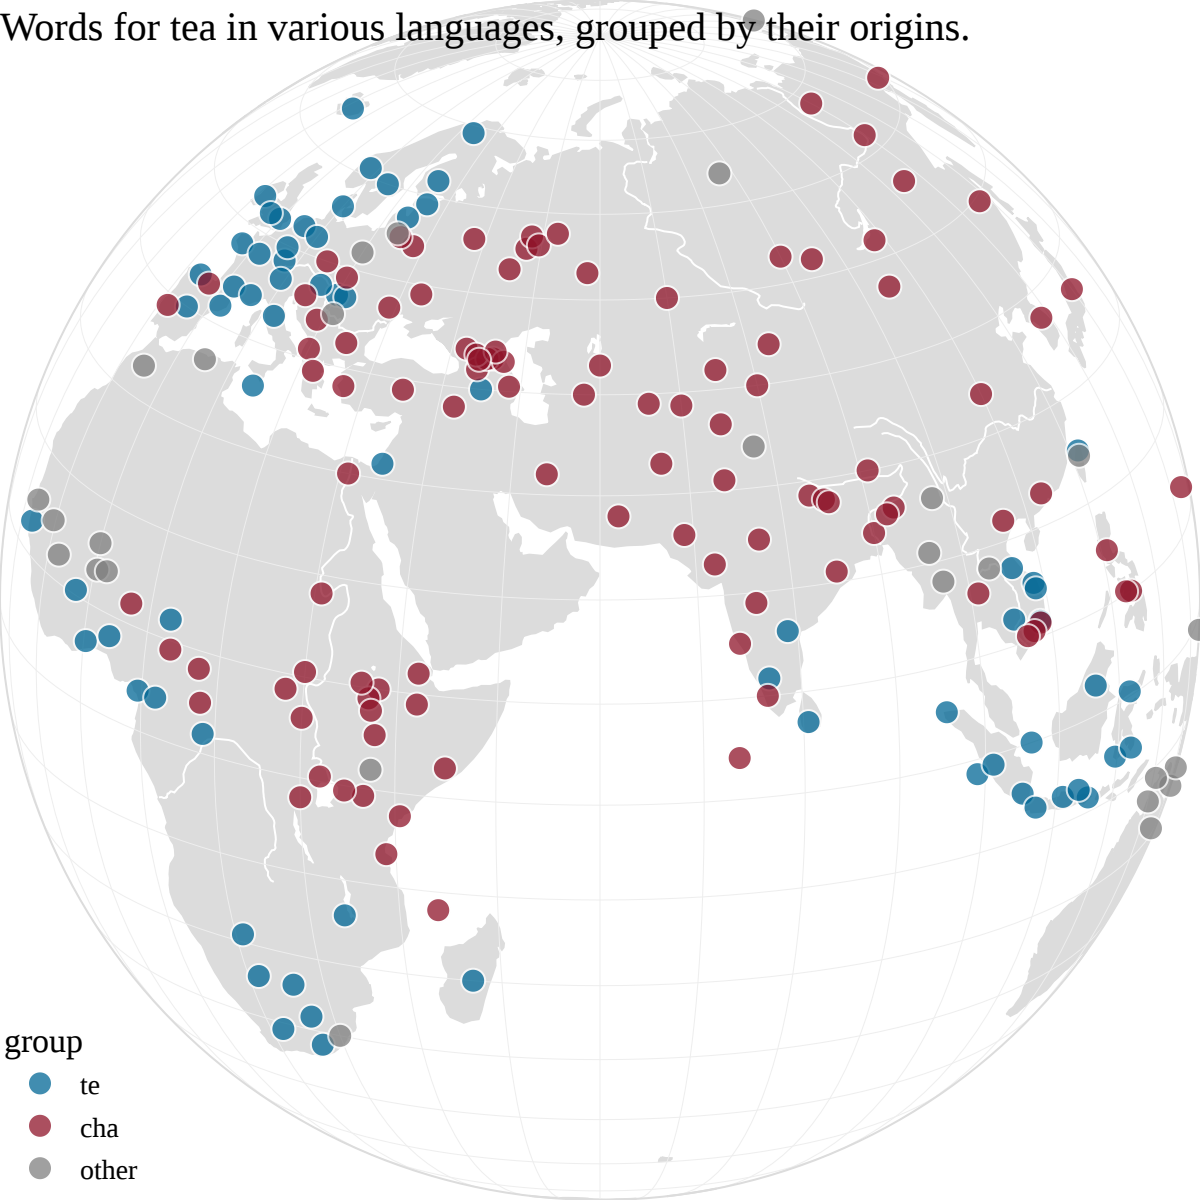 Words for tea in various languages, grouped by their origins.
group
te
cha
other